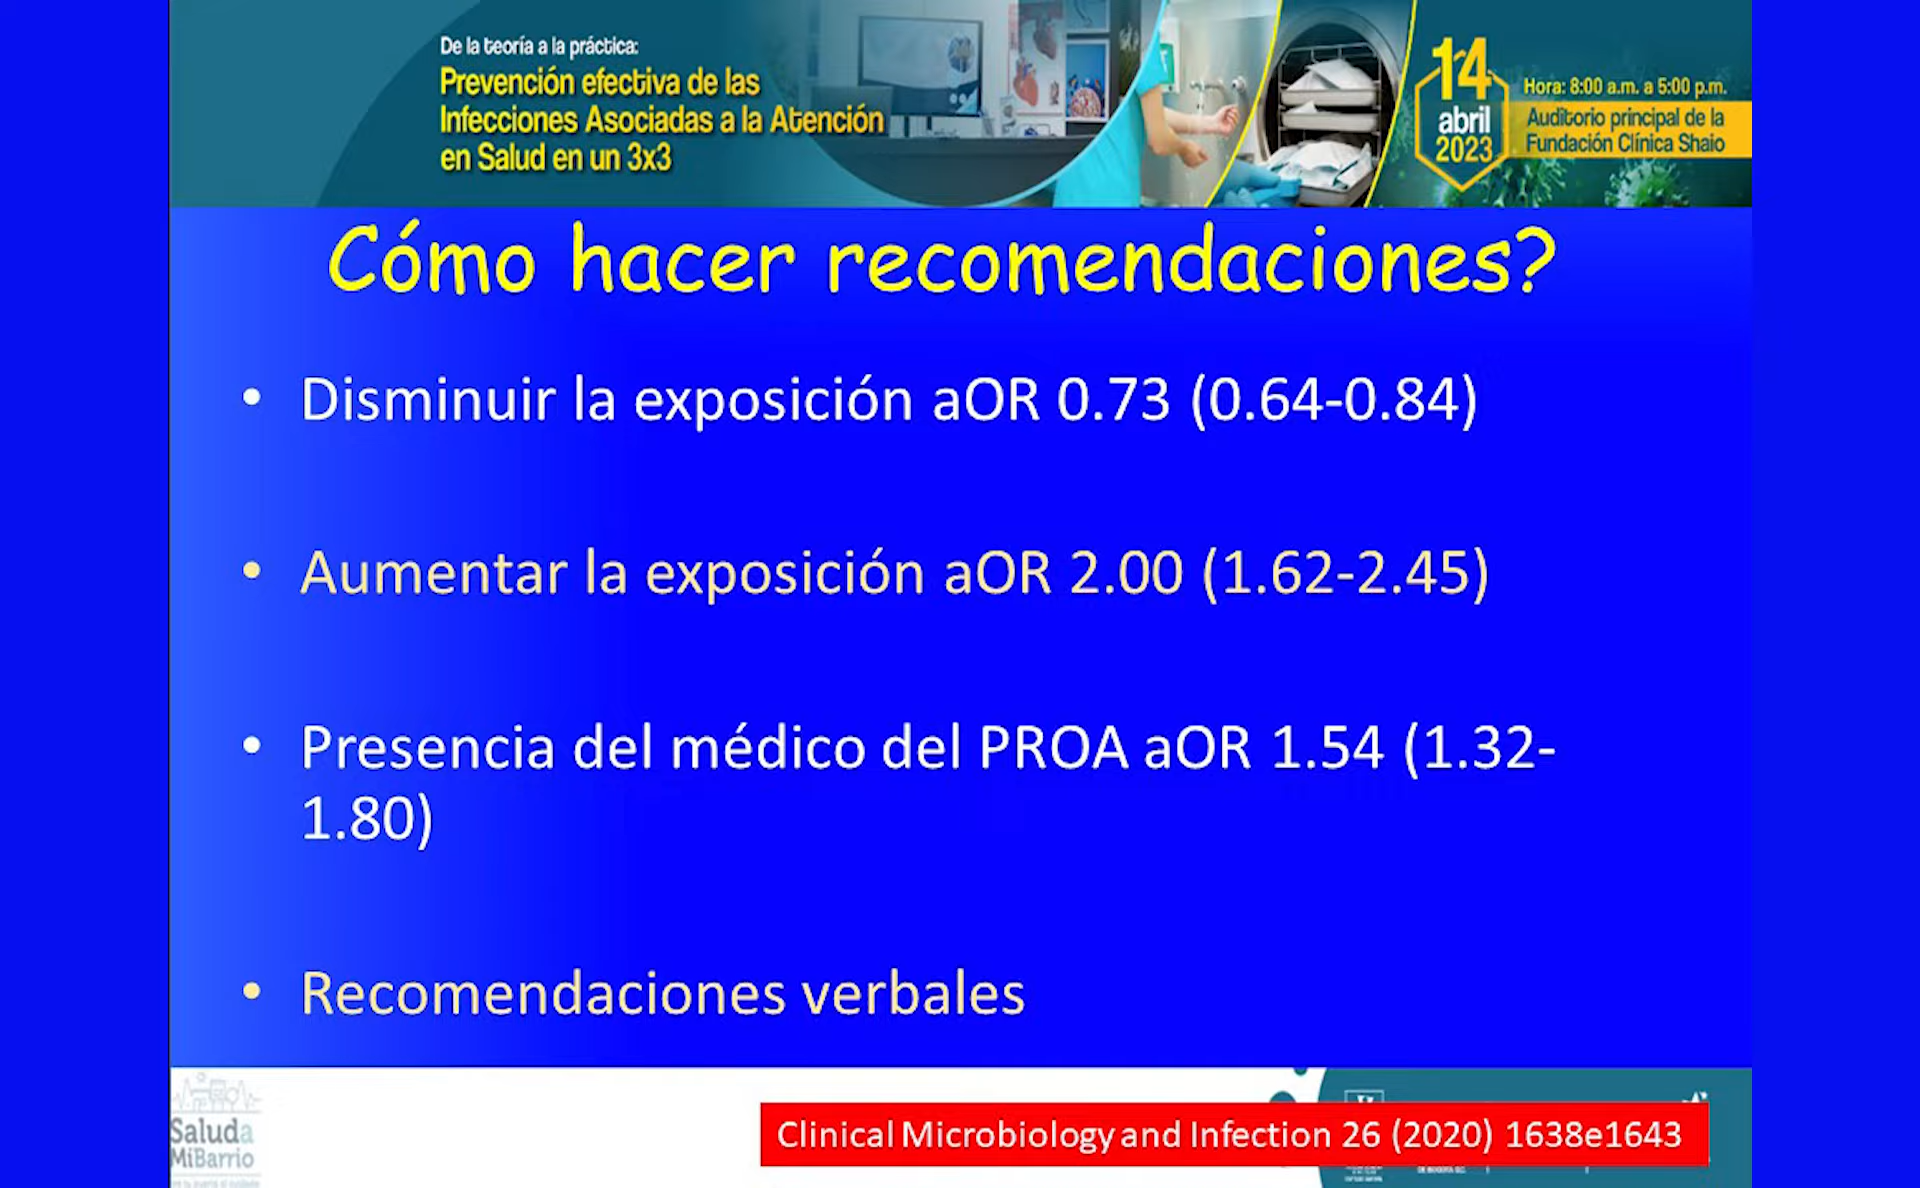 De la teoría a la práctica:
Prevención efectiva de las
Infecciones Asociadas a la Atención
en Salud en un 3x3
14
abril
2023
Hora: 8:00 a.m. a 5:00 p.m.
Auditorio principal de la
Fundación Clínica Shaio
Cómo hacer recomendaciones?
• Disminuir la exposición aOR 0.73 (0.64-0.84)
• Aumentar la exposición aOR 2.00 (1.62-2.45)
• Presencia del médico del PROA aOR 1.54 (1.32-
1.80)
• Recomendaciones verbales
Saluda
MiBarrio
Clinical Microbiology and Infection 26 (2020) 1638e1643